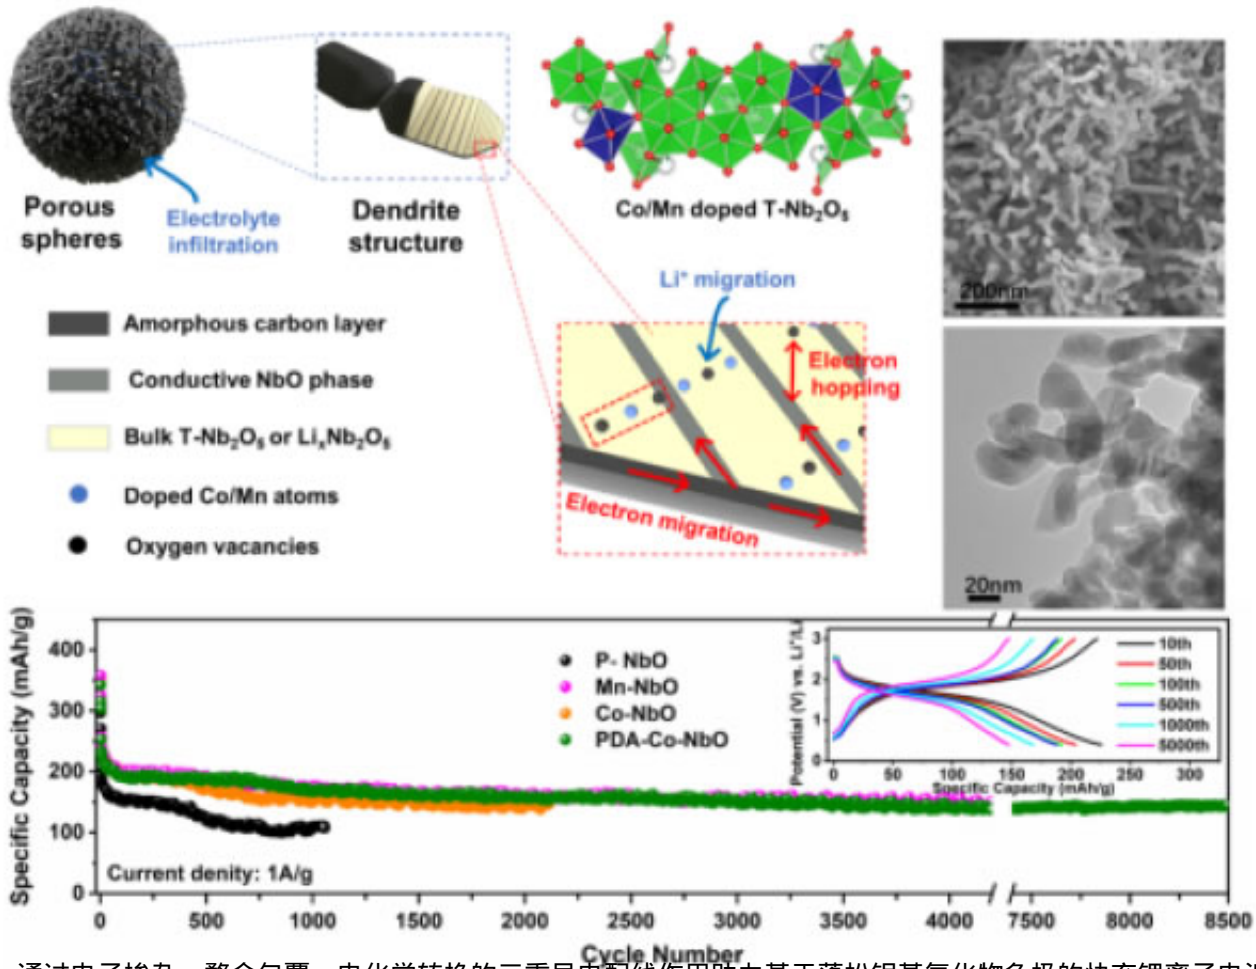 Porous
spheres
Electrolyte
infiltration
Dendrite
structure
Co/Mn doped T-Nb₂O₅
200nm
Amorphous carbon layer
Conductive NbO phase
Bulk T-Nb₂O₅ or LiₓNb₂O₅
Doped Co/Mn atoms
Oxygen vacancies
Li⁺ migration
Electron
hopping
Electron migration
20nm
Specific Capacity (mAh/g)
400
300
200
100
0
P- NbO
Mn-NbO
Co-NbO
PDA-Co-NbO
Current denity: 1A/g
Potential (V) vs. Li⁺/Li
3
2
1
0
10th
50th
100th
500th
1000th
5000th
0 50 100 150 200 250 300
Specific Capacity (mAh/g)
0 500 1000 1500 2000 2500 3000 3500 4000 7500 8000 8500
Cycle Number